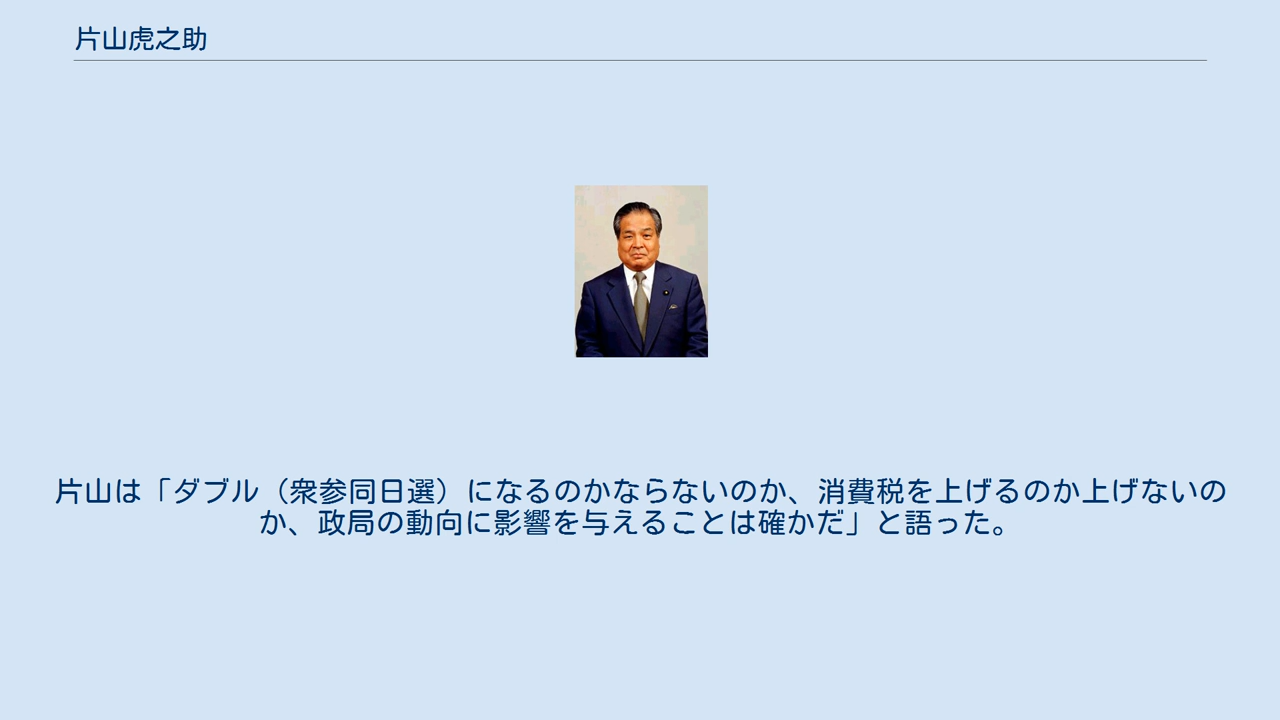 片山虎之助
片山は「ダブル（衆参同日選）になるのかならないのか、消費税を上げるのか上げないの
か、政局の動向に影響を与えることは確かだ」と語った。